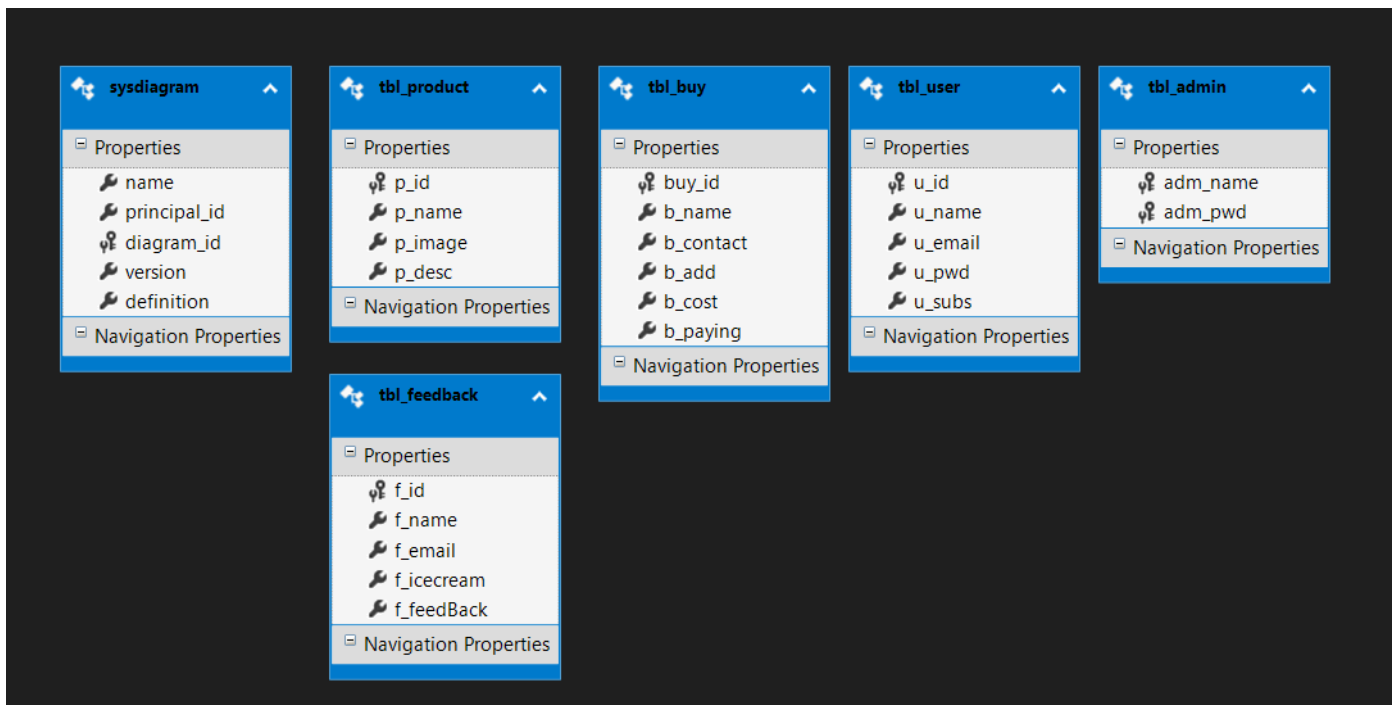 sysdiagram
Properties
name
principal_id
diagram_id
version
definition
Navigation Properties
tbl_product
Properties
p_id
p_name
p_image
p_desc
Navigation Properties
tbl_feedback
Properties
f_id
f_name
f_email
f_icecream
f_feedBack
Navigation Properties
tbl_buy
Properties
buy_id
b_name
b_contact
b_add
b_cost
b_paying
Navigation Properties
tbl_user
Properties
u_id
u_name
u_email
u_pwd
u_subs
Navigation Properties
tbl_admin
Properties
adm_name
adm_pwd
Navigation Properties